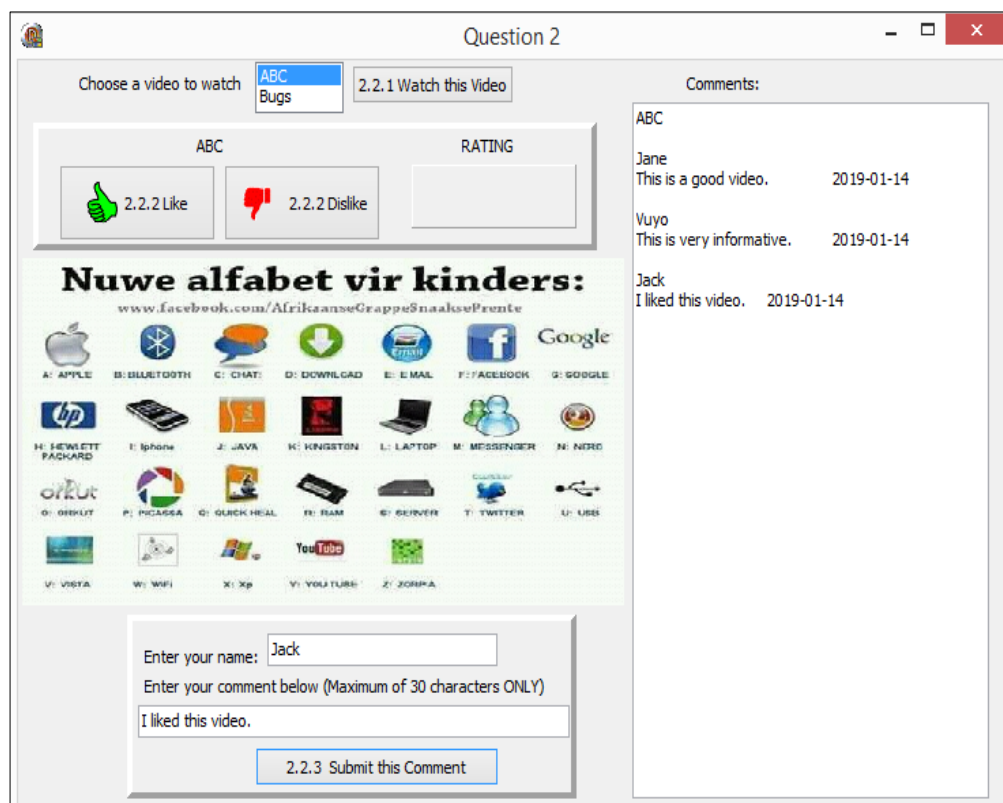 Question 2
Choose a video to watch
ABC
Bugs
2.2.1 Watch this Video
ABC
RATING
2.2.2 Like
2.2.2 Dislike
Nuwe alfabet vir kinders:
www.facebook.com/AfrikaanseGrappeSnaaksePrente
Email
Google
A: APPLE B: BLUETOOTH C: CHAT: D: DOWNLOAD E: E MAIL F: FACEBOOK G: GOOGLE
hp
H: HEWLETT PACKARD I: Iphone J: JAVA K: KINGSTON L: LAPTOP M: MESSENGER N: NERO
orkut
twitter
O: ORKUT P: PICASSA Q: QUICK HEAL R: RAM S: SERVER T: TWITTER U: USB
YouTube
V: VISTA W: WiFi X: Xp Y: YOUTUBE Z: ZORPIA
Enter your name: Jack
Enter your comment below (Maximum of 30 characters ONLY)
I liked this video.
2.2.3 Submit this Comment
Comments:
ABC
Jane
This is a good video. 2019-01-14
Vuyo
This is very informative. 2019-01-14
Jack
I liked this video. 2019-01-14